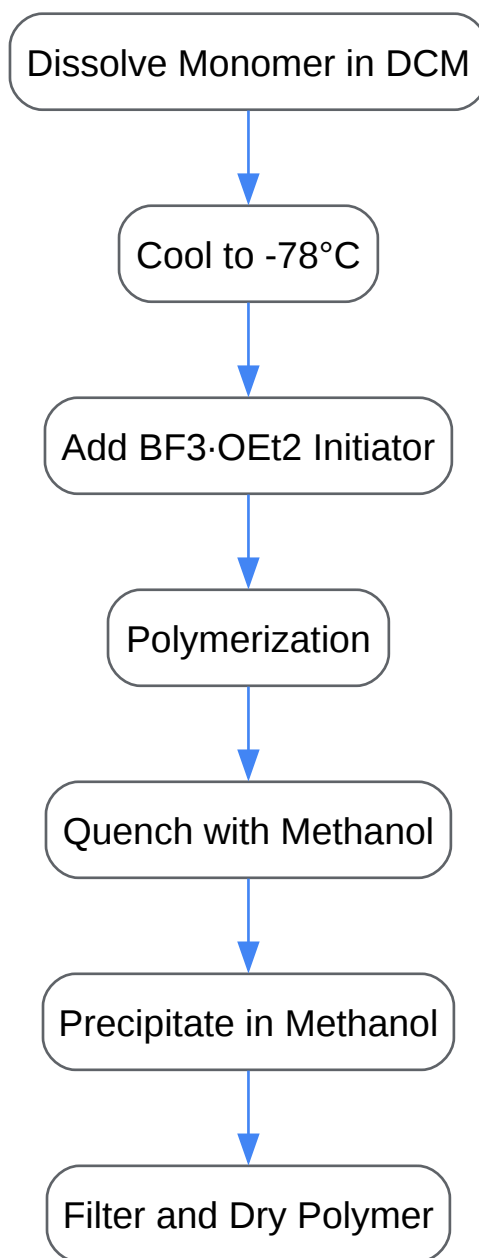 Dissolve Monomer in DCM
Cool to -78°C
Add BF3·OEt2 Initiator
Polymerization
Quench with Methanol
Precipitate in Methanol
Filter and Dry Polymer